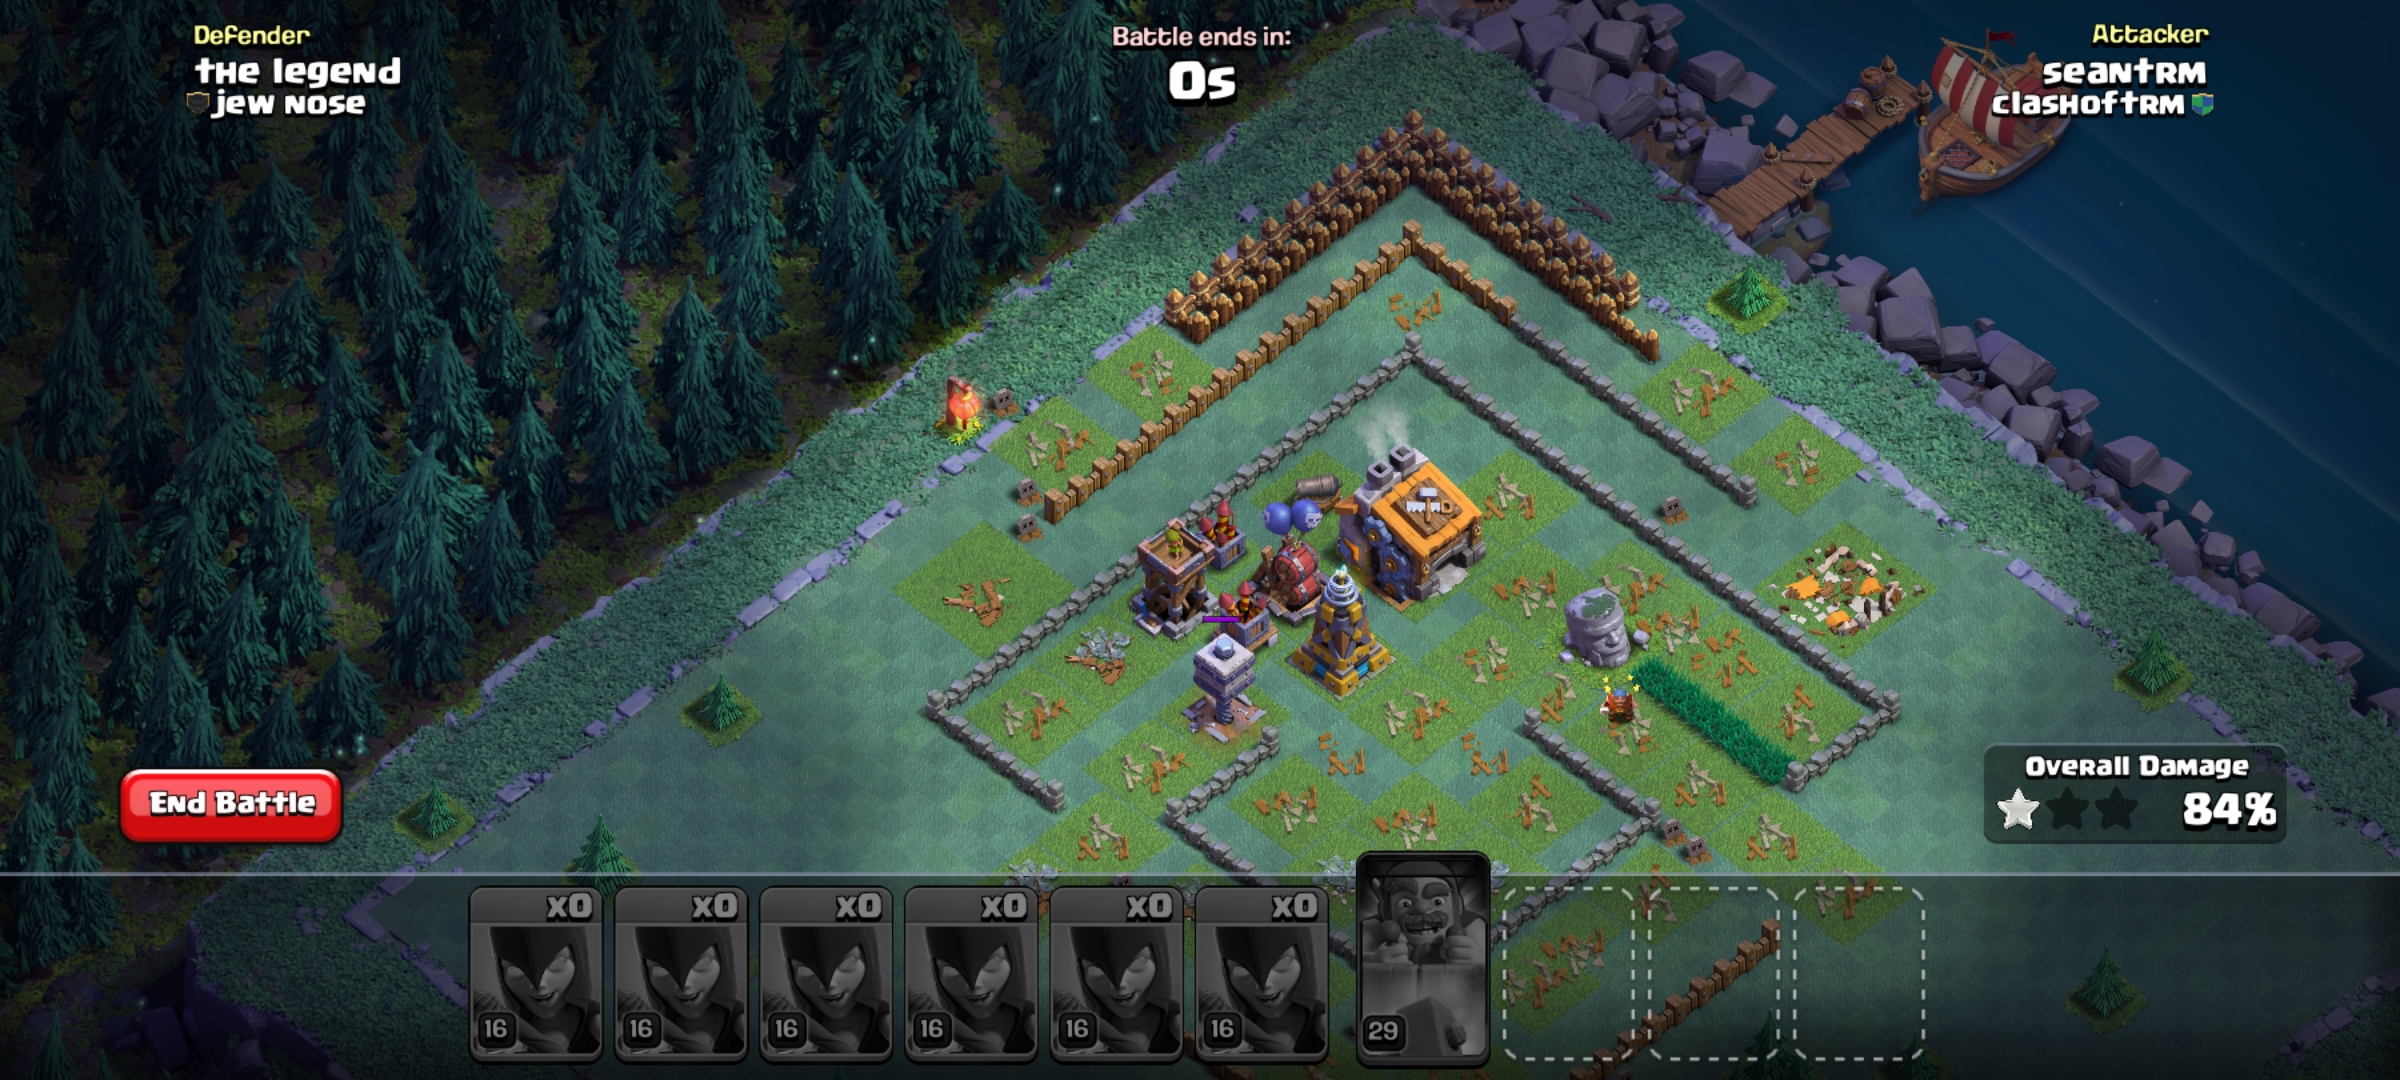 Defender
the legend
jew nose
Battle ends in:
0s
Attacker
seantrm
clashoftrm
End Battle
Overall Damage
84%
x0
x0
x0
x0
x0
x0
16
16
16
16
16
16
29